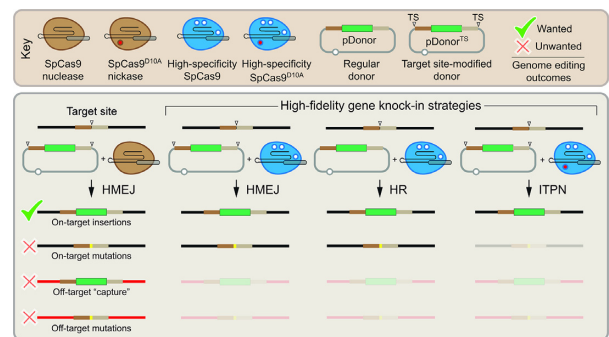 Key
SpCas9
nuclease
SpCas9D10A
nickase
High-specificity
SpCas9
High-specificity
SpCas9D10A
pDonor
Regular
donor
TS TS
pDonorTS
Target site-modified
donor
Wanted
Unwanted
Genome editing
outcomes
Target site
High-fidelity gene knock-in strategies
+
+
+
+
HMEJ
HMEJ
HR
ITPN
On-target insertions
On-target mutations
Off-target "capture"
Off-target mutations